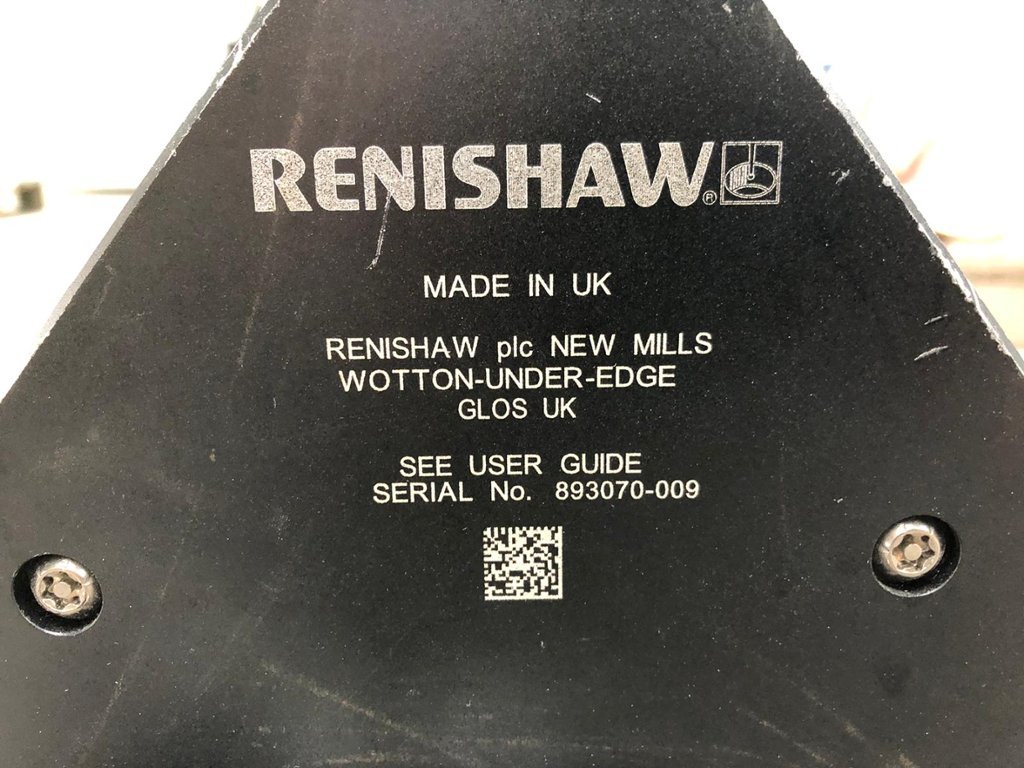 RENISHAW®
MADE IN UK
RENISHAW plc NEW MILLS
WOTTON-UNDER-EDGE
GLOS UK
SEE USER GUIDE
SERIAL No. 893070-009